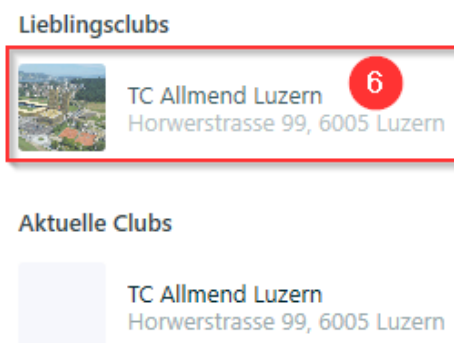 Lieblingsclubs
TC Allmend Luzern
6
Horwerstrasse 99, 6005 Luzern
Aktuelle Clubs
TC Allmend Luzern
Horwerstrasse 99, 6005 Luzern